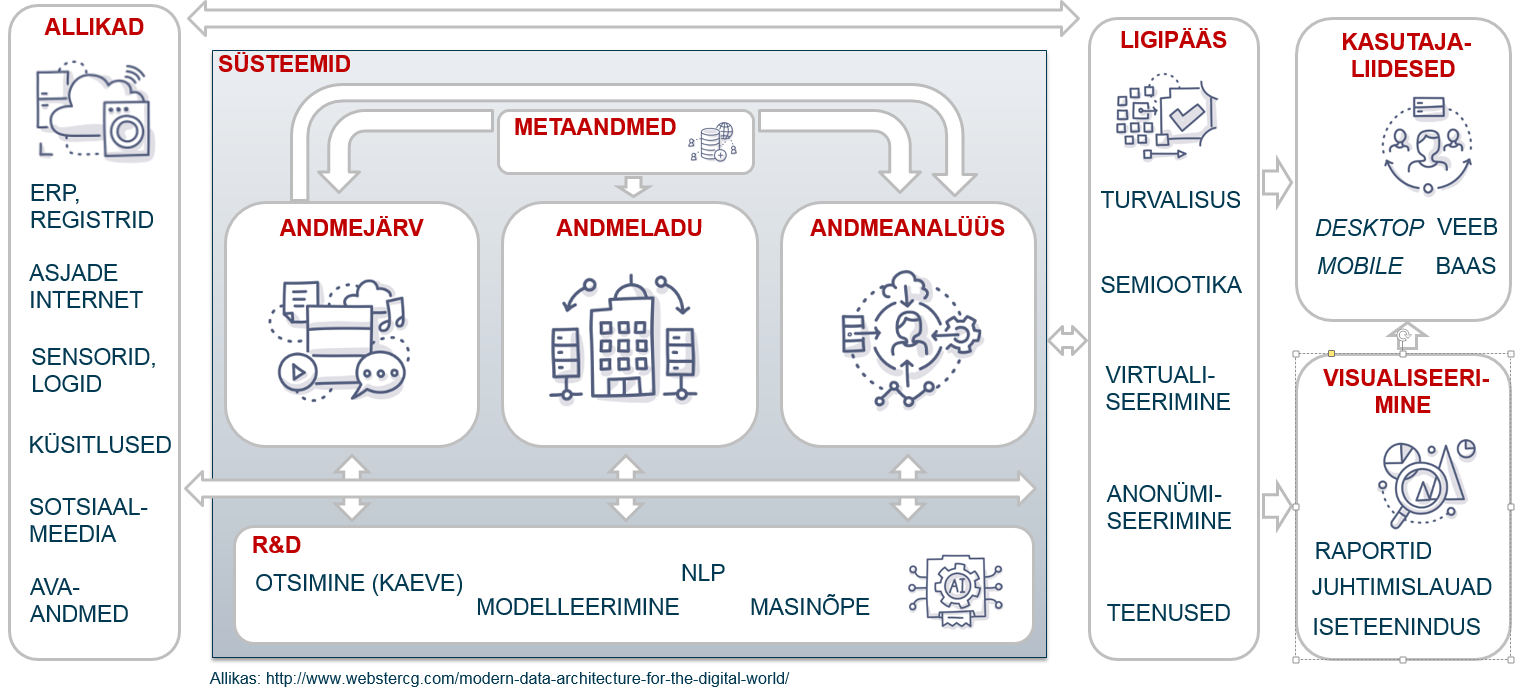 ALLIKAD
ERP,
REGISTRID
ASJADE
INTERNET
SENSORID,
LOGID
KÜSITLUSED
SOTSIAAL-
MEEDIA
AVA-
ANDMED
SÜSTEEMID
METAANDMED
ANDMEJÄRV
ANDMELADU
ANDMEANALÜÜS
R&D
OTSIMINE (KAEVE)
MODELLEERIMINE
NLP
MASINÕPE
AI
LIGIPÄÄS
TURVALISUS
SEMIOOTIKA
VIRTUALI-
SEERIMINE
ANONÜMI-
SEERIMINE
TEENUSED
KASUTAJA-
LIIDESED
DESKTOP VEEB
MOBILE BAAS
VISUALISEERI-
MINE
RAPORTID
JUHTIMISLAUAD
ISETEENINDUS
Allikas: http://www.webstercg.com/modern-data-architecture-for-the-digital-world/